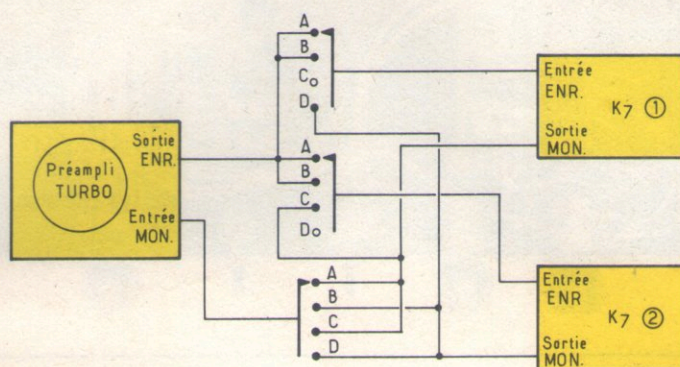 A
B
C
D
A
B
C
D
A
B
C
D
Préampli
TURBO
Sortie
ENR.
Entrée
MON.
Entrée
ENR.
K7 ①
Sortie
MON.
Entrée
ENR
K7 ②
Sortie
MON.